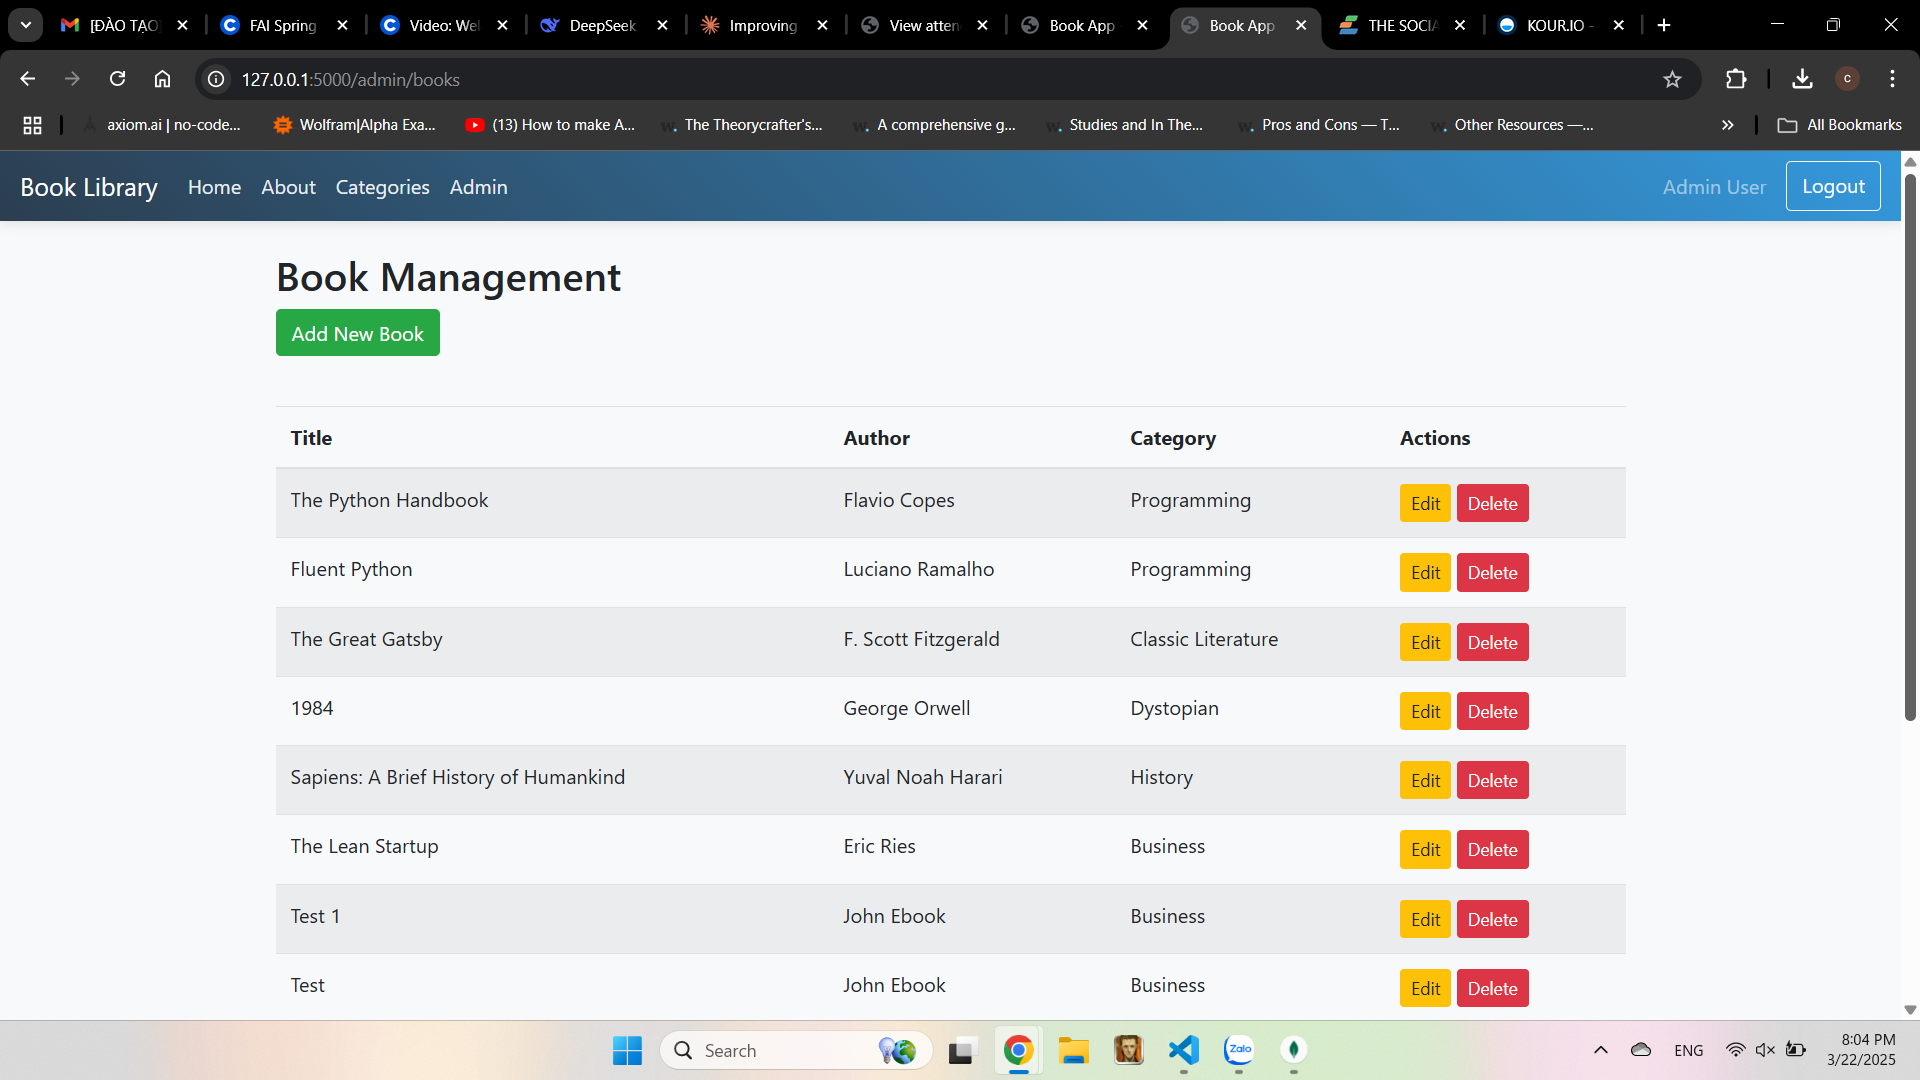 [ĐÀO TẠO
FAI Spring
Video: Wel
DeepSeek
Improving
View atten
Book App
Book App
THE SOCIA
KOUR.IO -
127.0.0.1:5000/admin/books
C
axiom.ai | no-code...
Wolfram|Alpha Exa...
(13) How to make A...
The Theorycrafter's...
A comprehensive g...
Studies and In The...
Pros and Cons — T...
Other Resources —...
All Bookmarks
Book Library Home About Categories Admin Admin User Logout
Book Management
Add New Book
Title Author Category Actions
The Python Handbook Flavio Copes Programming Edit Delete
Fluent Python Luciano Ramalho Programming Edit Delete
The Great Gatsby F. Scott Fitzgerald Classic Literature Edit Delete
1984 George Orwell Dystopian Edit Delete
Sapiens: A Brief History of Humankind Yuval Noah Harari History Edit Delete
The Lean Startup Eric Ries Business Edit Delete
Test 1 John Ebook Business Edit Delete
Test John Ebook Business Edit Delete
Search
Zalo
ENG
8:04 PM
3/22/2025